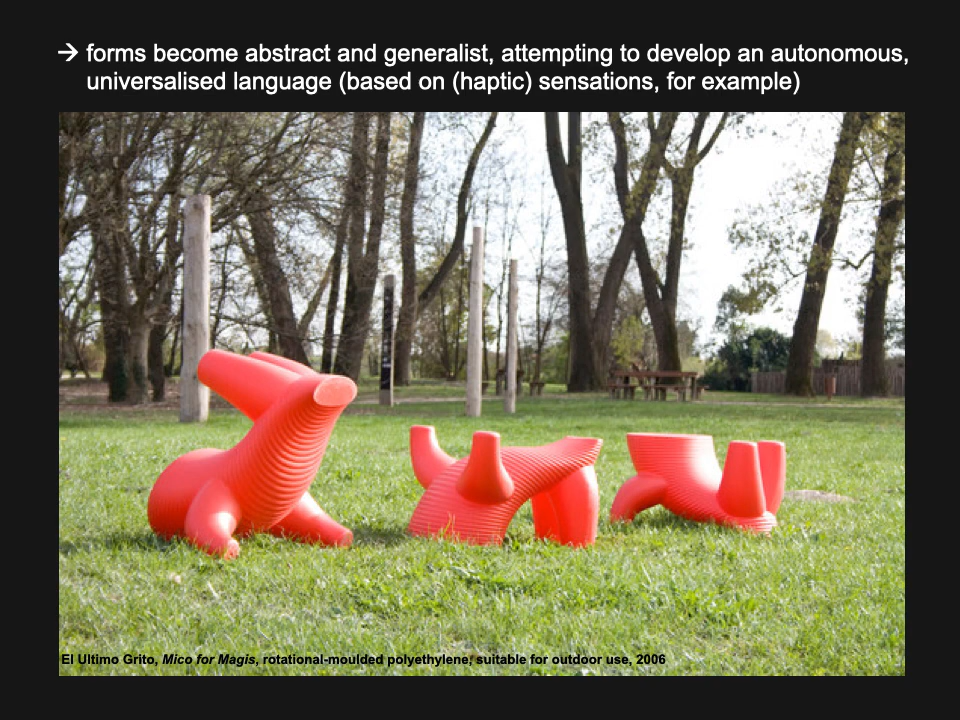 → forms become abstract and generalist, attempting to develop an autonomous,
universalised language (based on (haptic) sensations, for example)
El Ultimo Grito, Mico for Magis, rotational-moulded polyethylene, suitable for outdoor use, 2006